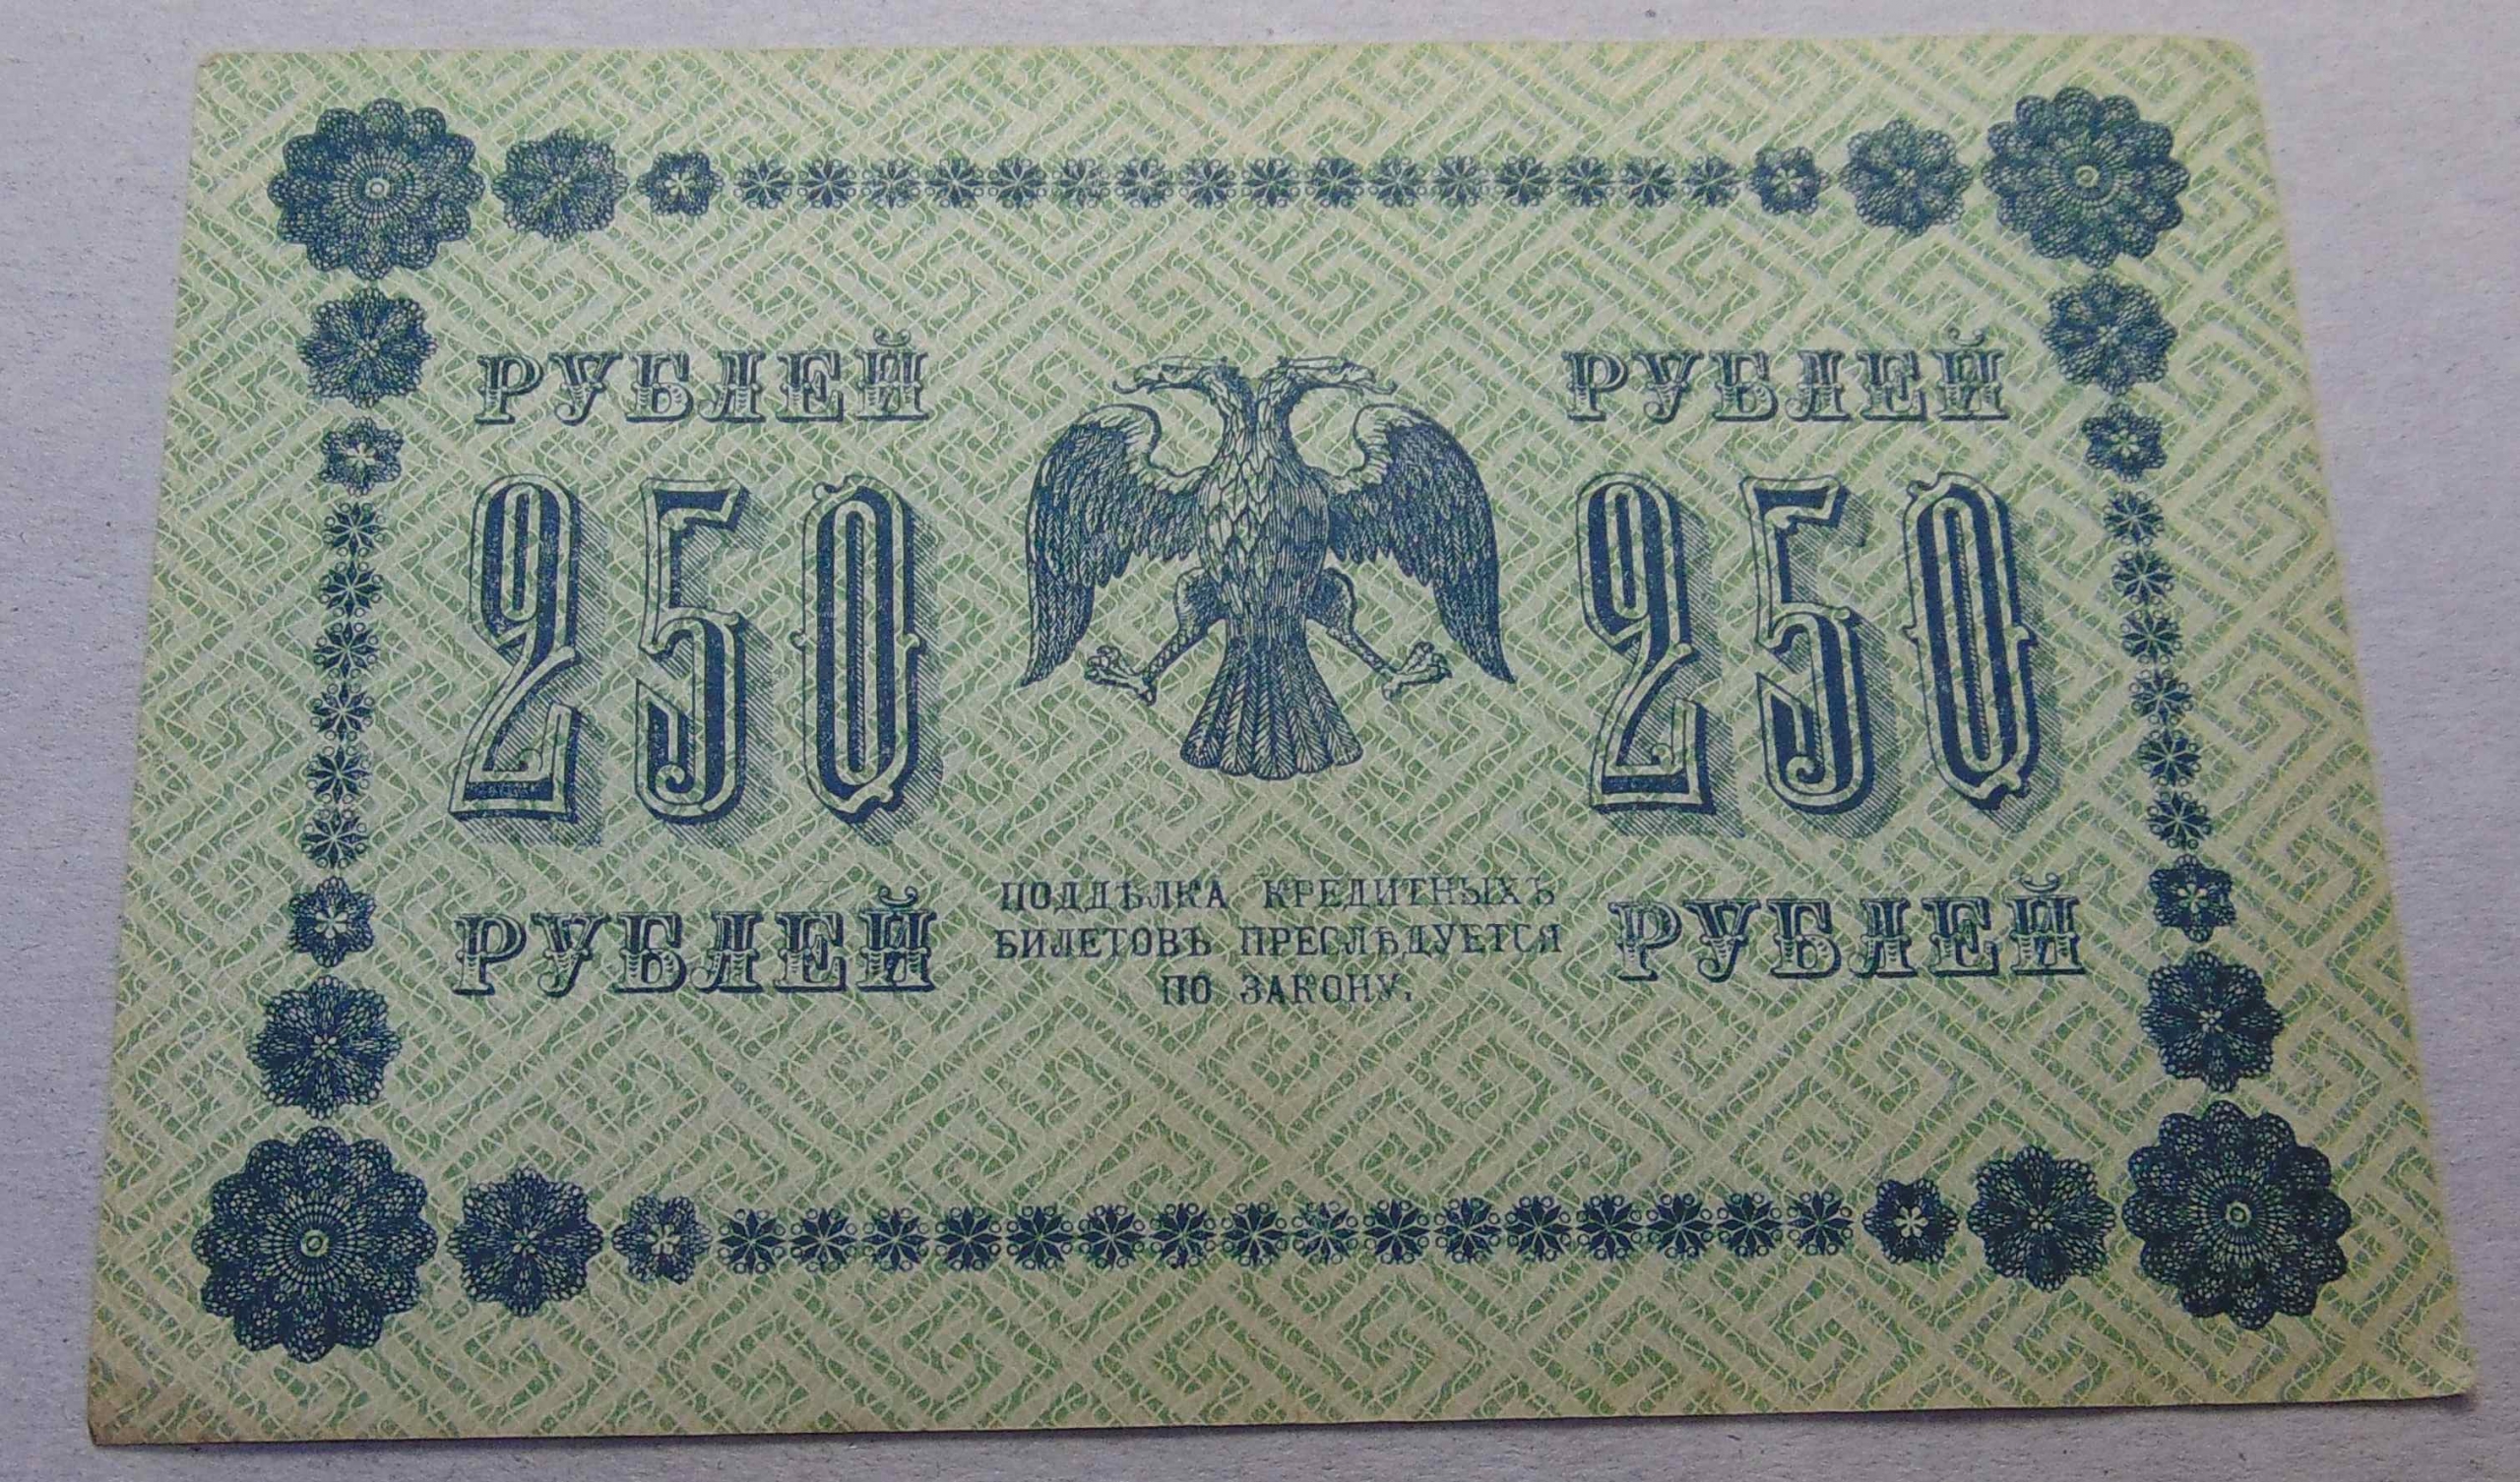 РУБЛЕЙ
250
РУБЛЕЙ
ПОДДѢЛКА КРЕДИТНЫХЪ
БИЛЕТОВЪ ПРЕСЛѢДУЕТСЯ
ПО ЗАКОНУ.
РУБЛЕЙ
250
РУБЛЕЙ